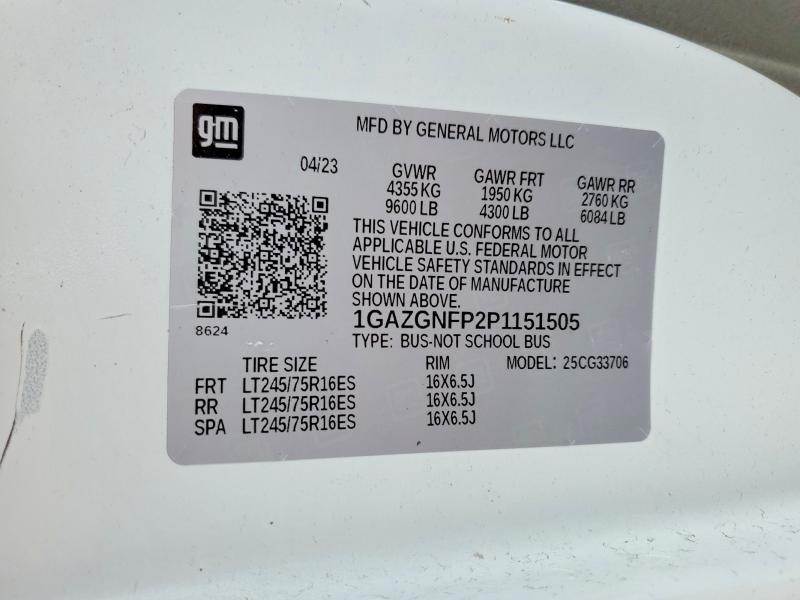 gm
MFD BY GENERAL MOTORS LLC
04/23
GVWR GAWR FRT GAWR RR
4355 KG 1950 KG 2760 KG
9600 LB 4300 LB 6084 LB
THIS VEHICLE CONFORMS TO ALL
APPLICABLE U.S. FEDERAL MOTOR
VEHICLE SAFETY STANDARDS IN EFFECT
ON THE DATE OF MANUFACTURE
SHOWN ABOVE.
1GAZGNFP2P1151505
8624
TYPE: BUS-NOT SCHOOL BUS
TIRE SIZE RIM MODEL: 25CG33706
FRT LT245/75R16ES 16X6.5J
RR LT245/75R16ES 16X6.5J
SPA LT245/75R16ES 16X6.5J